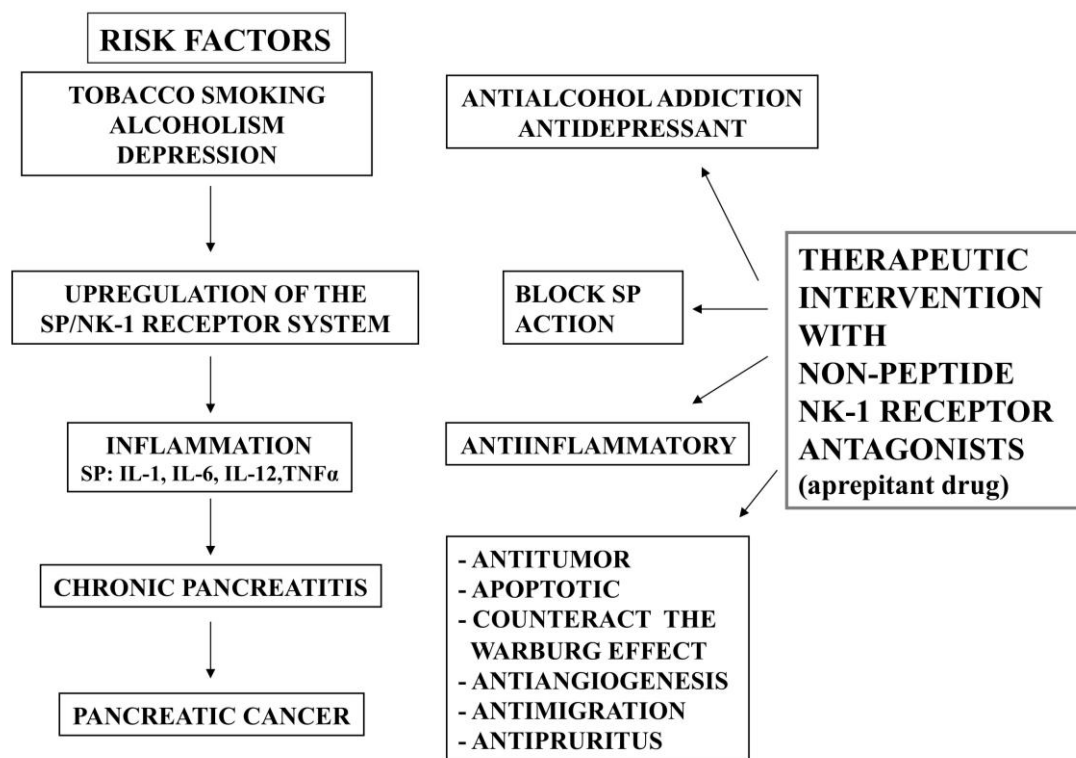 RISK FACTORS
TOBACCO SMOKING
ALCOHOLISM
DEPRESSION
UPREGULATION OF THE
SP/NK-1 RECEPTOR SYSTEM
INFLAMMATION
SP: IL-1, IL-6, IL-12,TNFα
CHRONIC PANCREATITIS
PANCREATIC CANCER
ANTIALCOHOL ADDICTION
ANTIDEPRESSANT
BLOCK SP
ACTION
ANTIINFLAMMATORY
- ANTITUMOR
- APOPTOTIC
- COUNTERACT THE
WARBURG EFFECT
- ANTIANGIOGENESIS
- ANTIMIGRATION
- ANTIPRURITUS
THERAPEUTIC
INTERVENTION
WITH
NON-PEPTIDE
NK-1 RECEPTOR
ANTAGONISTS
(aprepitant drug)